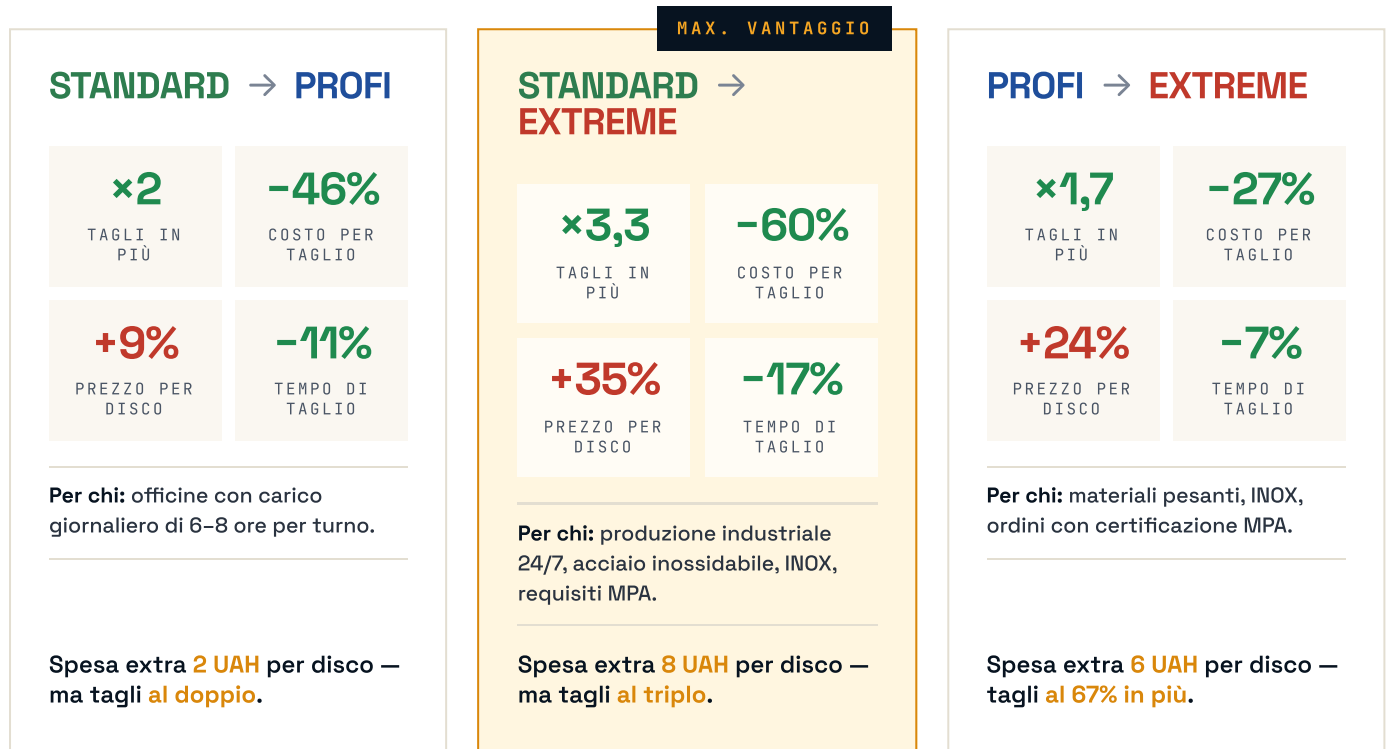 STANDARD → PROFI
×2
TAGLI IN
PIÙ
−46%
COSTO PER
TAGLIO
+9%
PREZZO PER
DISCO
−11%
TEMPO DI
TAGLIO
Per chi: officine con carico
giornaliero di 6–8 ore per turno.
Spesa extra 2 UAH per disco —
ma tagli al doppio.
MAX. VANTAGGIO
STANDARD →
EXTREME
×3,3
TAGLI IN
PIÙ
−60%
COSTO PER
TAGLIO
+35%
PREZZO PER
DISCO
−17%
TEMPO DI
TAGLIO
Per chi: produzione industriale
24/7, acciaio inossidabile, INOX,
requisiti MPA.
Spesa extra 8 UAH per disco —
ma tagli al triplo.
PROFI → EXTREME
×1,7
TAGLI IN
PIÙ
−27%
COSTO PER
TAGLIO
+24%
PREZZO PER
DISCO
−7%
TEMPO DI
TAGLIO
Per chi: materiali pesanti, INOX,
ordini con certificazione MPA.
Spesa extra 6 UAH per disco —
tagli al 67% in più.